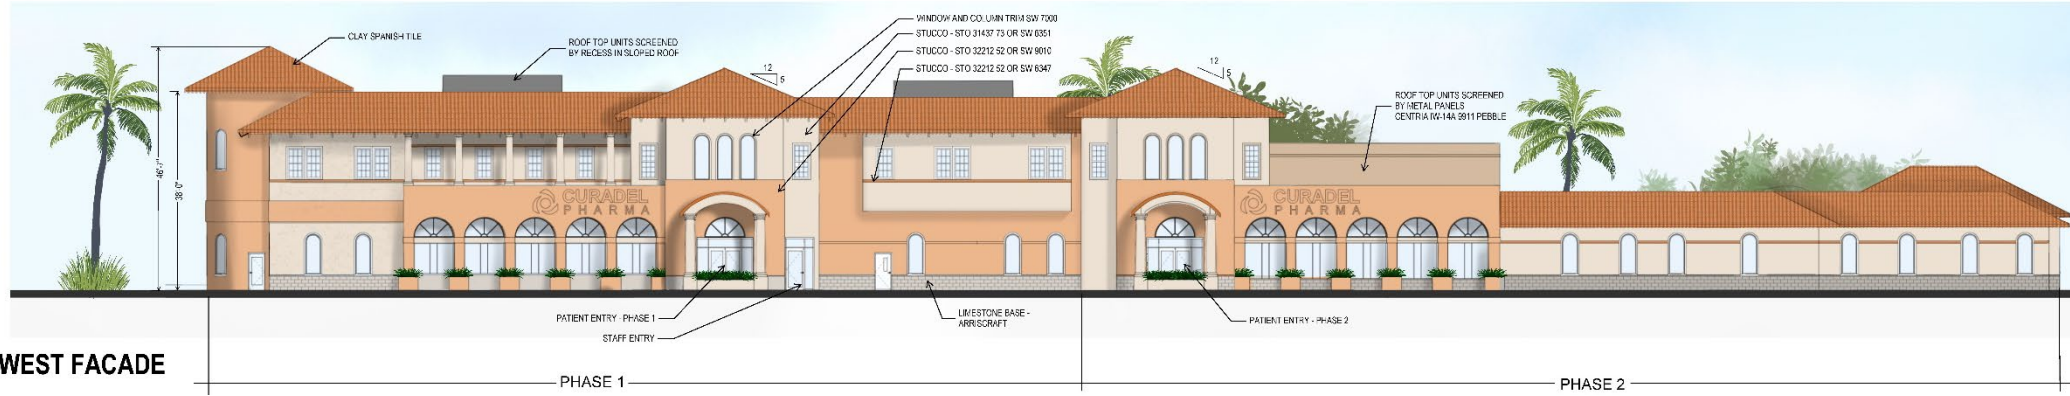 CLAY SPANISH TILE
ROOF TOP UNITS SCREENED
BY RECESS IN SLOPED ROOF
WINDOW AND COLUMN TRIM SW 7000
STUCCO - STO 31437 73 OR SW 6351
STUCCO - STO 32212 52 OR SW 9010
STUCCO - STO 32212 52 OR SW 6347
12
5
12
5
ROOF TOP UNITS SCREENED
BY METAL PANELS
CENTRIA IW-14A 9911 PEBBLE
46'-7"
38'-0"
CURADEL
PHARMA
CURADEL
PHARMA
PATIENT ENTRY - PHASE 1
STAFF ENTRY
LIMESTONE BASE -
ARRISCRAFT
PATIENT ENTRY - PHASE 2
WEST FACADE
PHASE 1
PHASE 2